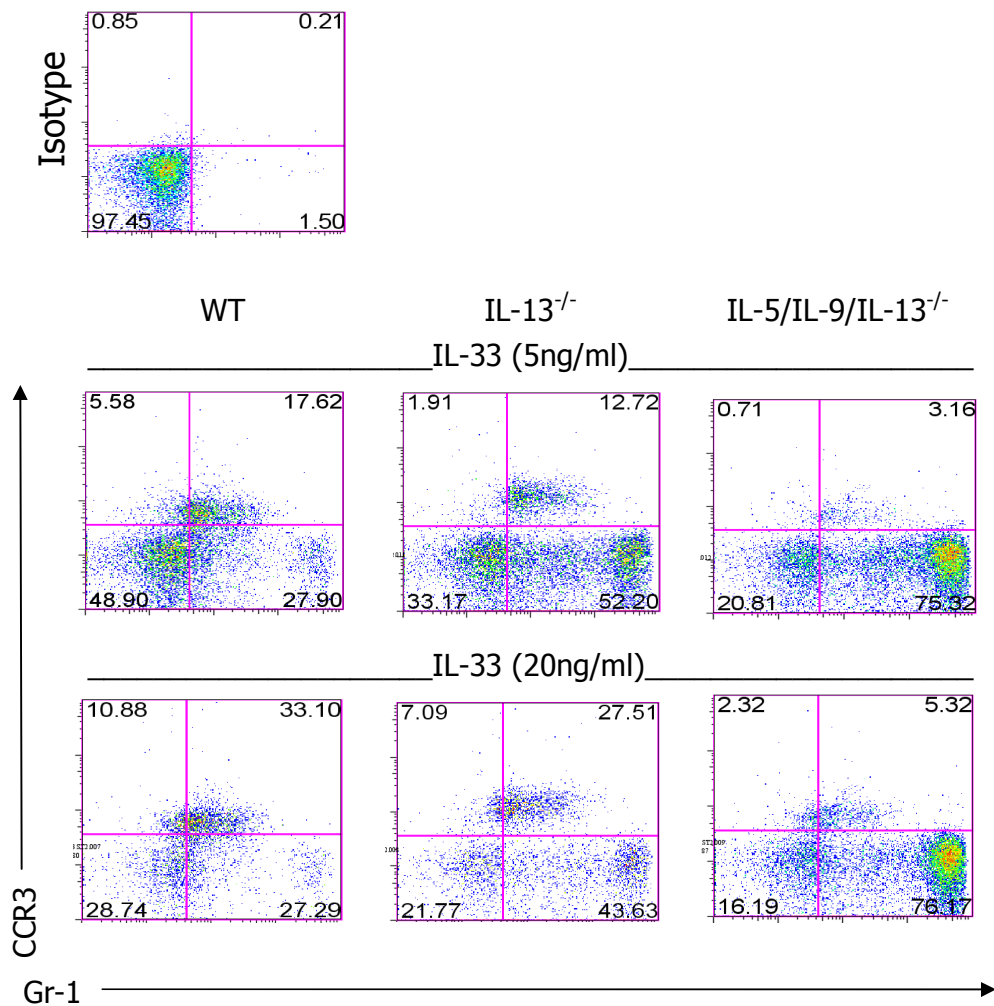 0.85 0.21
Isotype
97.45 1.50
WT IL-13-/- IL-5/IL-9/IL-13-/-
IL-33 (5ng/ml)
5.58 17.62 1.91 12.72 0.71 3.16
48.90 27.90 33.17 52.20 20.81 75.32
IL-33 (20ng/ml)
10.88 33.10 7.09 27.51 2.32 5.32
28.74 27.29 21.77 43.63 16.19 76.17
CCR3
Gr-1